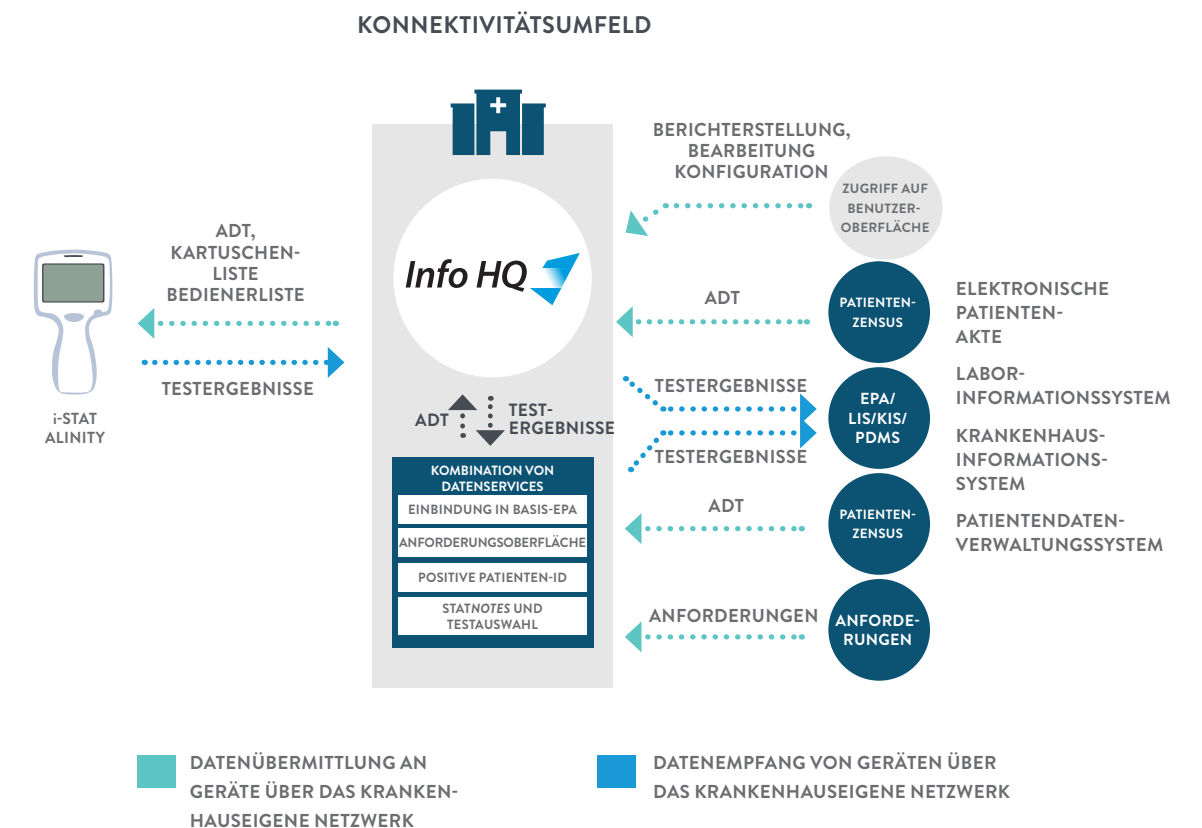 KONNEKTIVITÄTSUMFELD
ADT,
KARTUSCHEN-
LISTE
BEDIENERLISTE
TESTERGEBNISSE
i-STAT
ALINITY
Info HQ
ADT
TEST-
ERGEBNISSE
KOMBINATION VON
DATENSERVICES
EINBINDUNG IN BASIS-EPA
ANFORDERUNGSOBERFLÄCHE
POSITIVE PATIENTEN-ID
STATNOTES UND
TESTAUSWAHL
BERICHTERSTELLUNG,
BEARBEITUNG
KONFIGURATION
ZUGRIFF AUF
BENUTZER-
OBERFLÄCHE
ADT
PATIENTEN-
ZENSUS
TESTERGEBNISSE
TESTERGEBNISSE
EPA/
LIS/KIS/
PDMS
ADT
PATIENTEN-
ZENSUS
ANFORDERUNGEN
ANFORDE-
RUNGEN
ELEKTRONISCHE
PATIENTEN-
AKTE
LABOR-
INFORMATIONSSYSTEM
KRANKENHAUS-
INFORMATIONS-
SYSTEM
PATIENTENDATEN-
VERWALTUNGSSYSTEM
DATENÜBERMITTLUNG AN
GERÄTE ÜBER DAS KRANKEN-
HAUSEIGENE NETZWERK
DATENEMPFANG VON GERÄTEN ÜBER
DAS KRANKENHAUSEIGENE NETZWERK